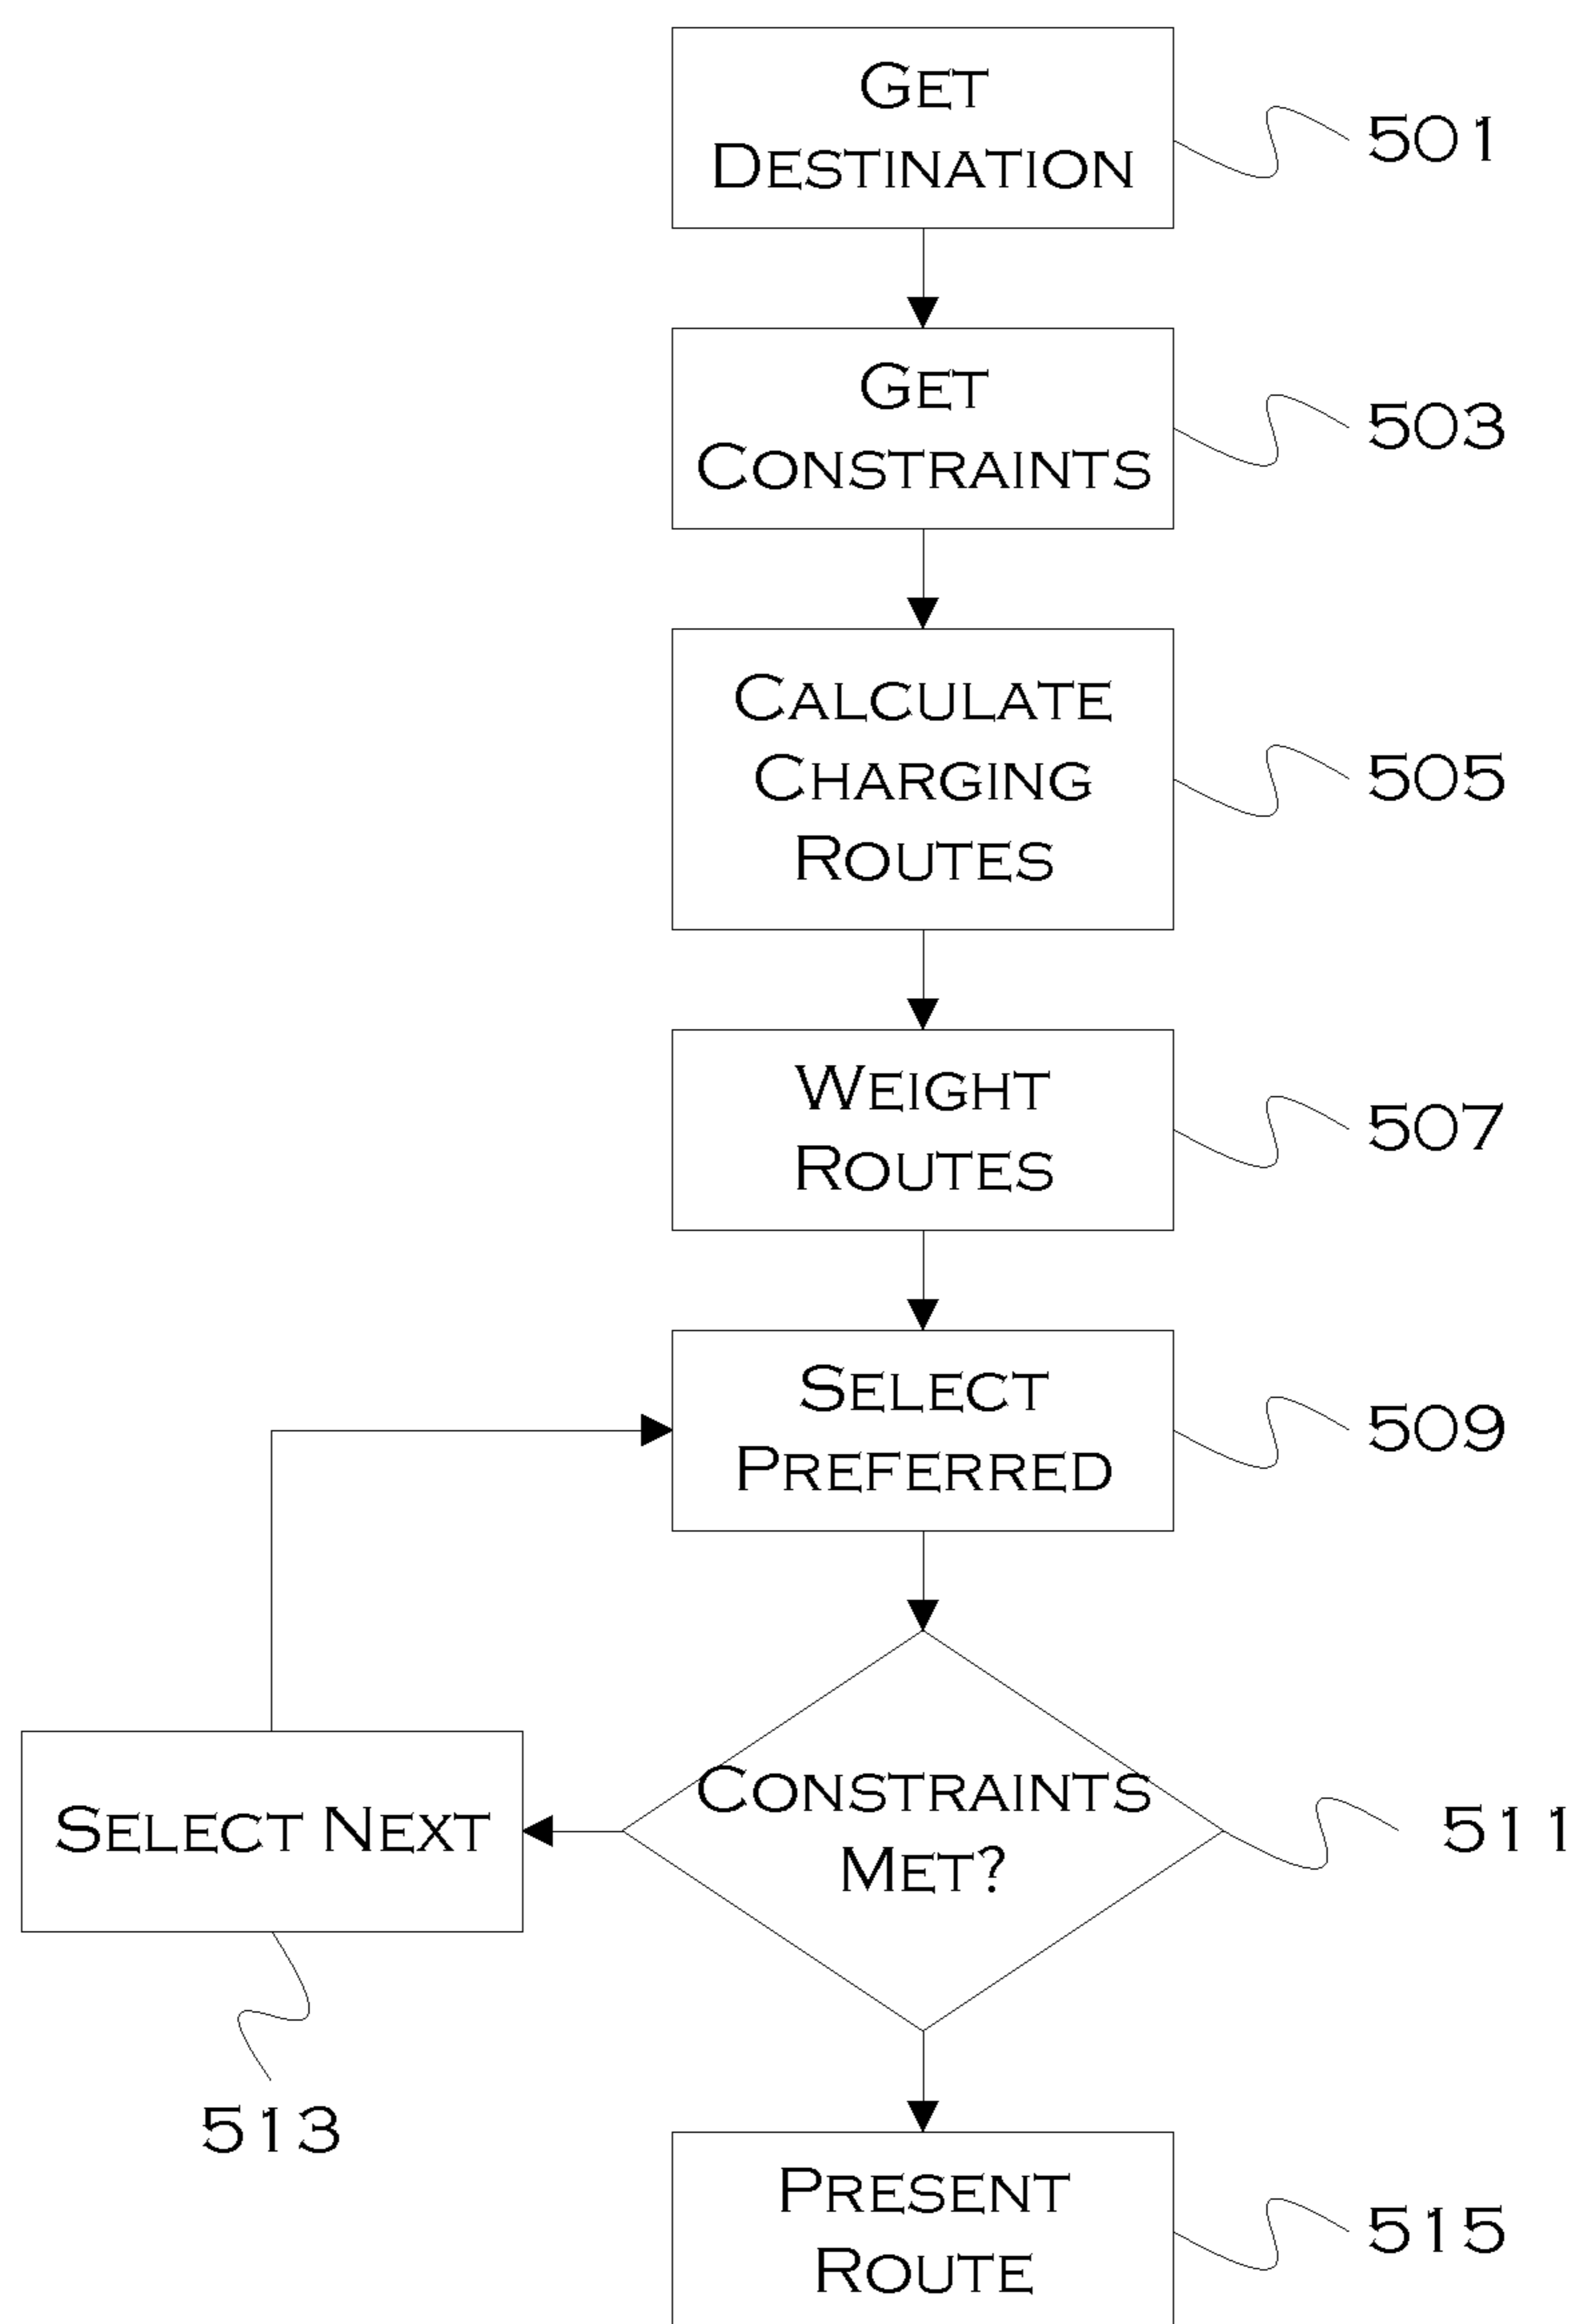 Get
Destination
501
Get
Constraints
503
Calculate
Charging
Routes
505
Weight
Routes
507
Select
Preferred
509
Constraints
Met?
511
Select Next
513
Present
Route
515